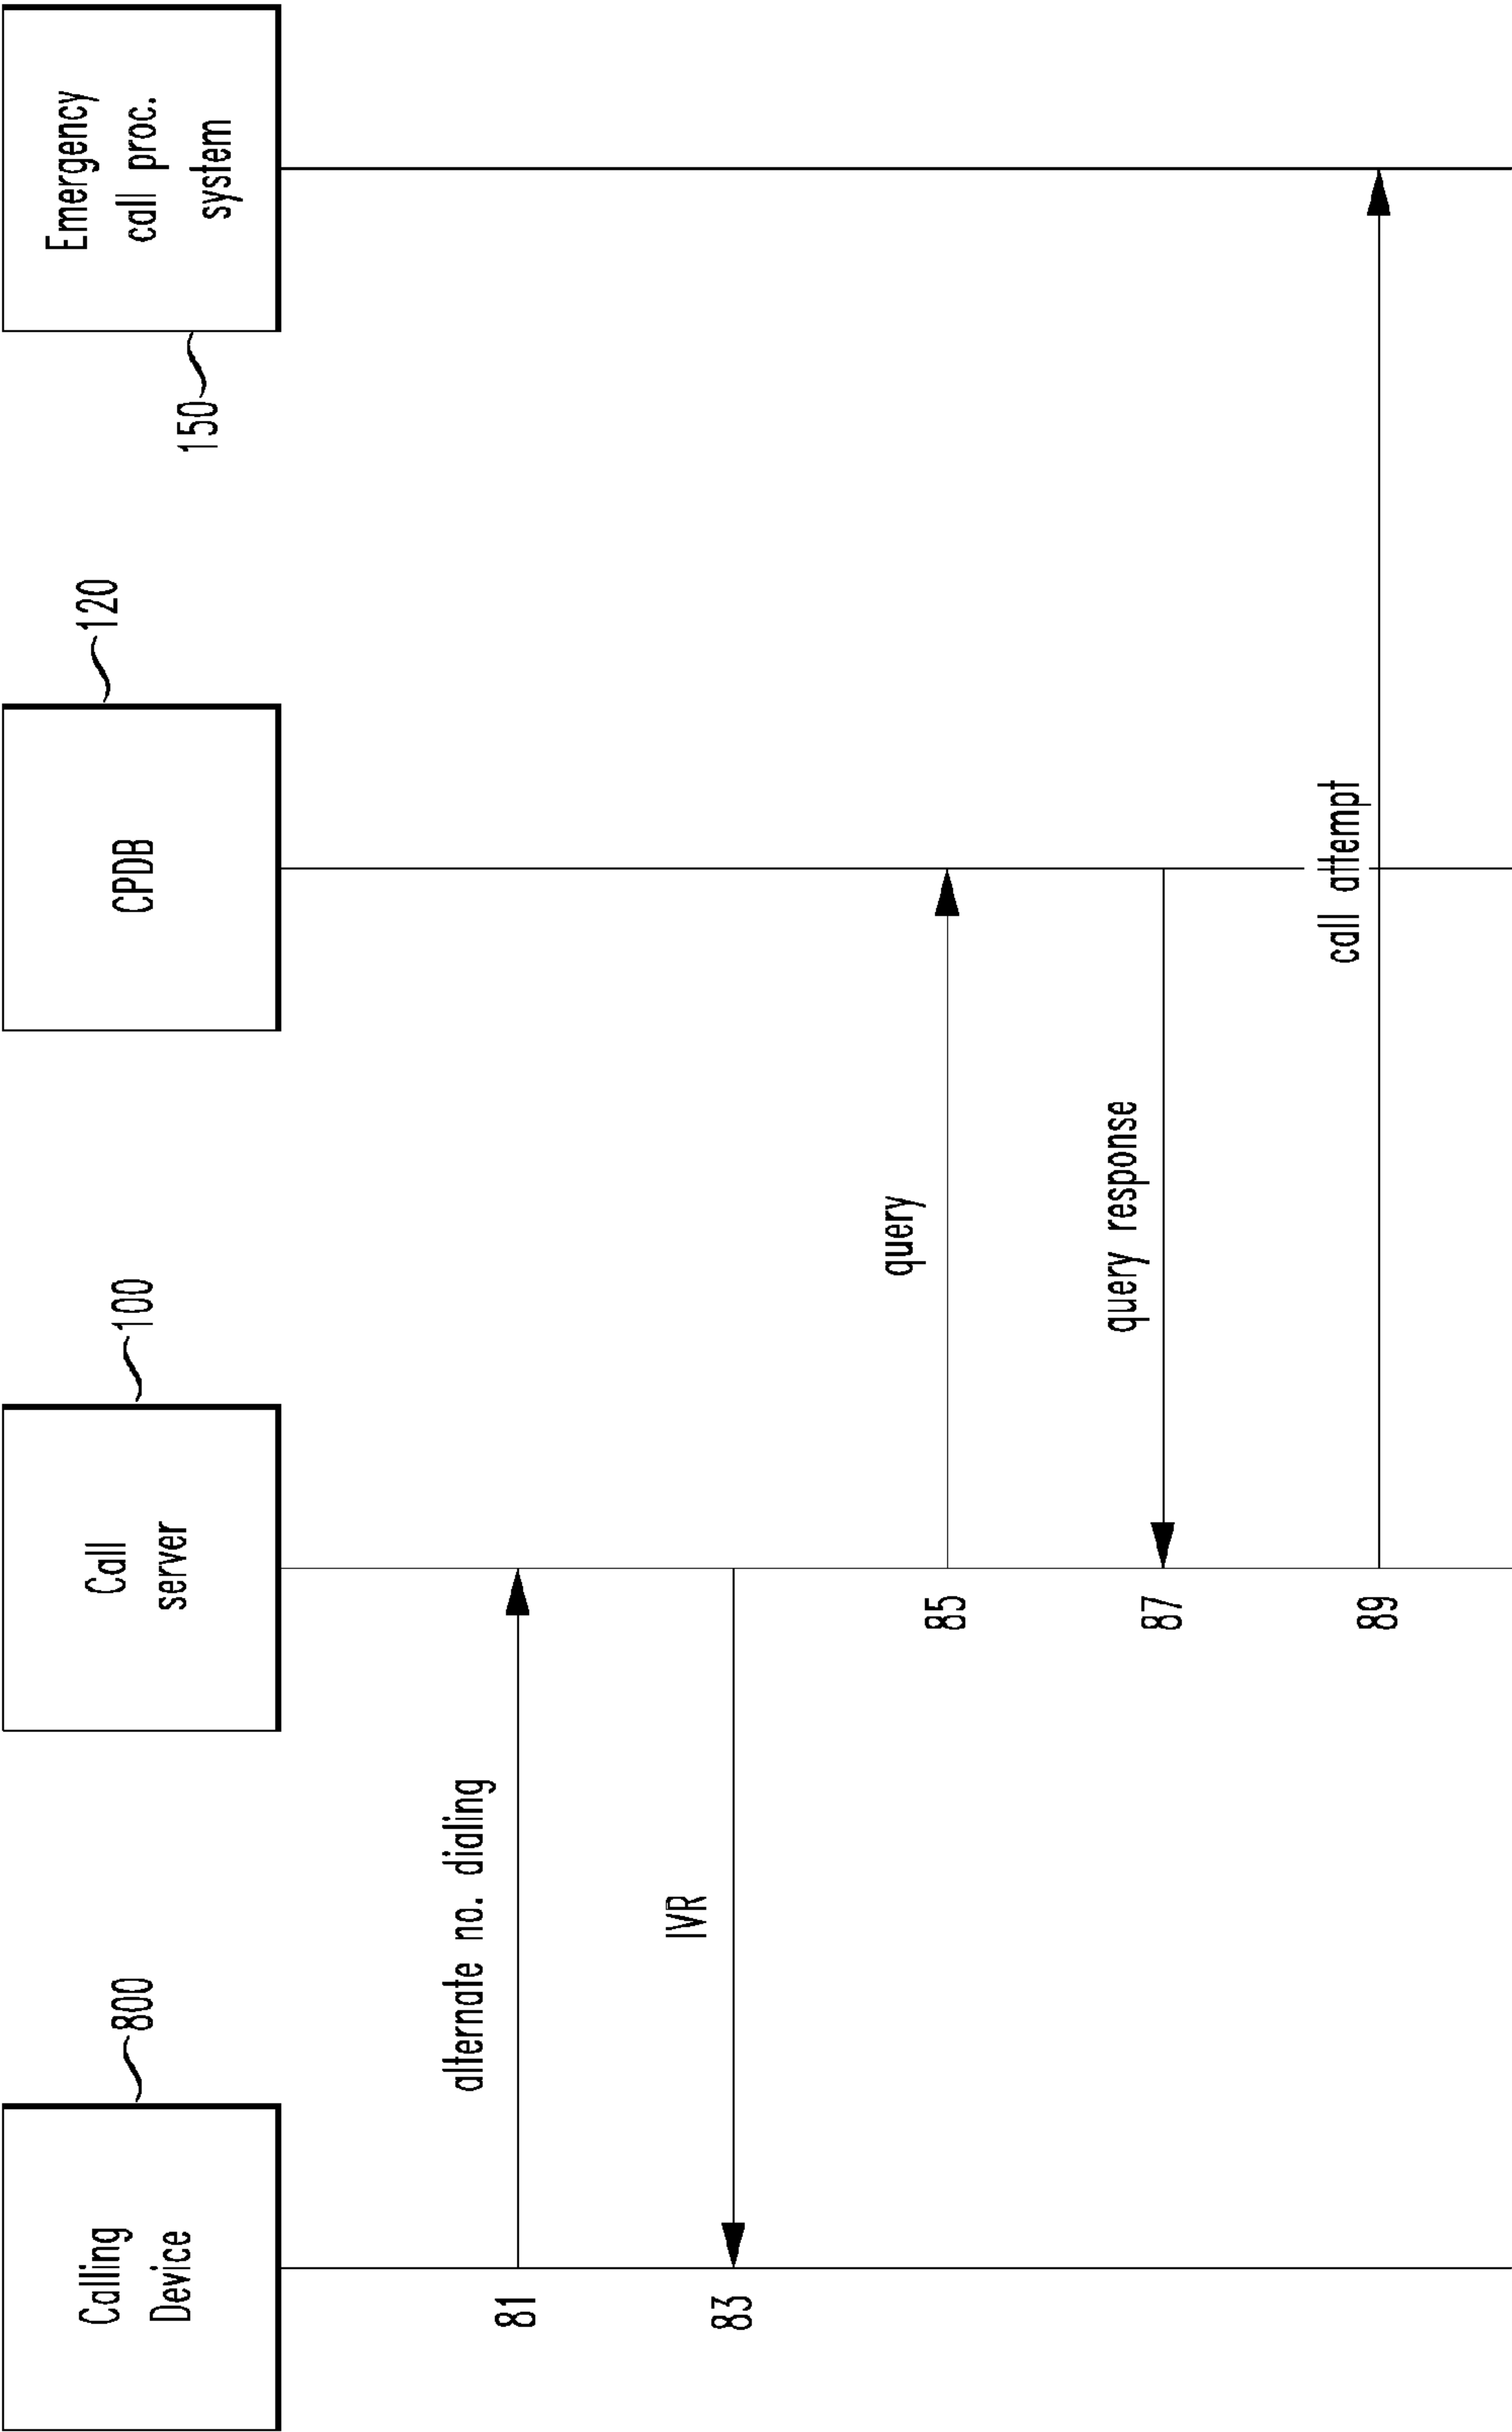 Calling
Device
800
Call
server
100
CPDB
120
Emergency
call proc.
system
150
alternate no. dialing
81
IVR
83
query
85
query response
87
call attempt
89